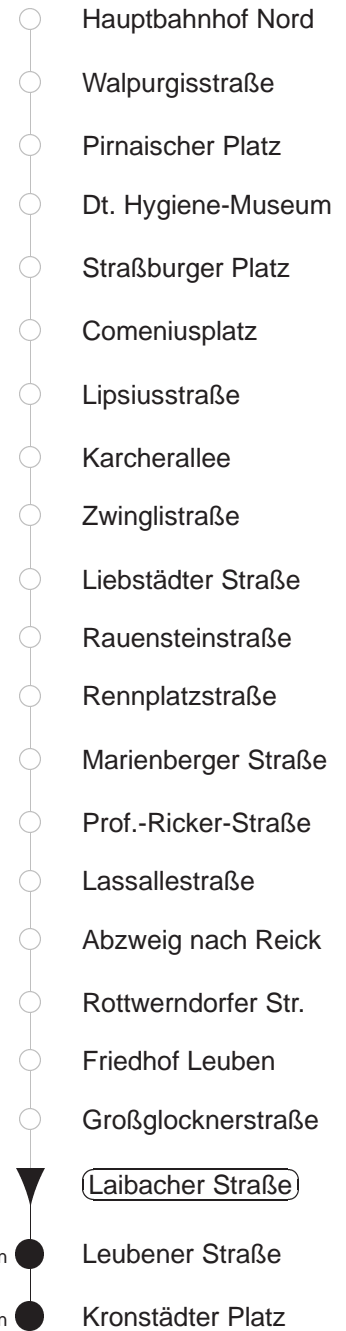 Hauptbahnhof Nord
Walpurgisstraße
Pirnaischer Platz
Dt. Hygiene-Museum
Straßburger Platz
Comeniusplatz
Lipsiusstraße
Karcherallee
Zwinglistraße
Liebstädter Straße
Rauensteinstraße
Rennplatzstraße
Marienberger Straße
Prof.-Ricker-Straße
Lassallestraße
Abzweig nach Reick
Rottwerndorfer Str.
Friedhof Leuben
Großglocknerstraße
Laibacher Straße
Leubener Straße
Kronstädter Platz